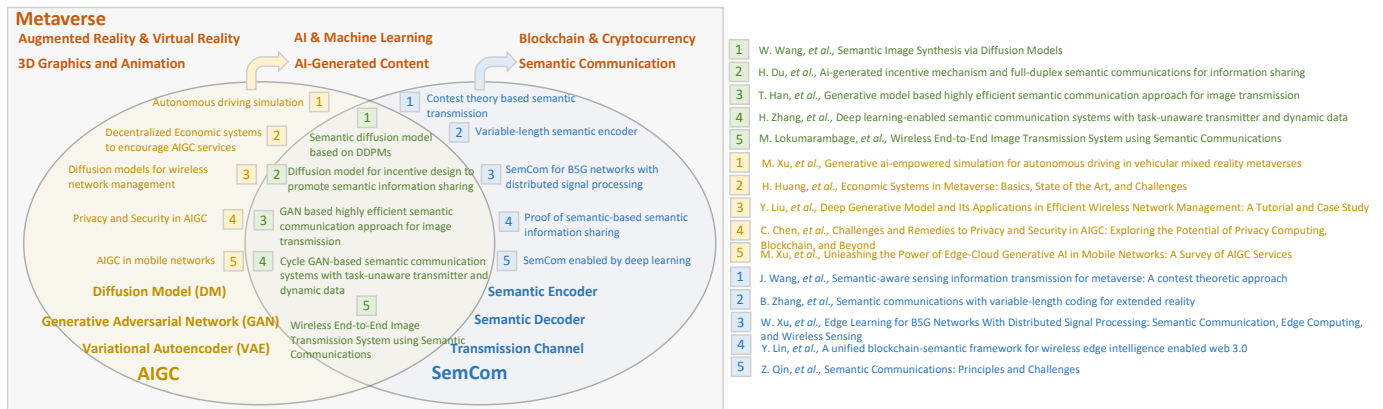 Metaverse
Augmented Reality & Virtual Reality
3D Graphics and Animation
AI & Machine Learning
AI-Generated Content
Blockchain & Cryptocurrency
Semantic Communication
Autonomous driving simulation 1
Decentralized Economic systems
to encourage AIGC services
2
Diffusion models for wireless
network management
3
Privacy and Security in AIGC 4
AIGC in mobile networks 5
Diffusion Model (DM)
Generative Adversarial Network (GAN)
Variational Autoencoder (VAE)
AIGC
1
Semantic diffusion model
based on DDPMs
2
Diffusion model for incentive design to
promote semantic information sharing
3
GAN based highly efficient semantic
communication approach for image
transmission
4
Cycle GAN-based semantic communication
systems with task-unaware transmitter and
dynamic data
5
Wireless End-to-End Image
Transmission System using Semantic
Communications
1
Contest theory based semantic
transmission
2 Variable-length semantic encoder
3
SemCom for B5G networks with
distributed signal processing
4
Proof of semantic-based semantic
information sharing
5 SemCom enabled by deep learning
Semantic Encoder
Semantic Decoder
Transmission Channel
SemCom
1 W. Wang, et al., Semantic Image Synthesis via Diffusion Models
2 H. Du, et al., Ai-generated incentive mechanism and full-duplex semantic communications for information sharing
3 T. Han, et al., Generative model based highly efficient semantic communication approach for image transmission
4 H. Zhang, et al., Deep learning-enabled semantic communication systems with task-unaware transmitter and dynamic data
5 M. Lokumarambage, et al., Wireless End-to-End Image Transmission System using Semantic Communications
1 M. Xu, et al., Generative ai-empowered simulation for autonomous driving in vehicular mixed reality metaverses
2 H. Huang, et al., Economic Systems in Metaverse: Basics, State of the Art, and Challenges
3 Y. Liu, et al., Deep Generative Model and Its Applications in Efficient Wireless Network Management: A Tutorial and Case Study
4 C. Chen, et al., Challenges and Remedies to Privacy and Security in AIGC: Exploring the Potential of Privacy Computing,
Blockchain, and Beyond
5 M. Xu, et al., Unleashing the Power of Edge-Cloud Generative AI in Mobile Networks: A Survey of AIGC Services
1 J. Wang, et al., Semantic-aware sensing information transmission for metaverse: A contest theoretic approach
2 B. Zhang, et al., Semantic communications with variable-length coding for extended reality
3 W. Xu, et al., Edge Learning for B5G Networks With Distributed Signal Processing: Semantic Communication, Edge Computing,
and Wireless Sensing
4 Y. Lin, et al., A unified blockchain-semantic framework for wireless edge intelligence enabled web 3.0
5 Z. Qin, et al., Semantic Communications: Principles and Challenges